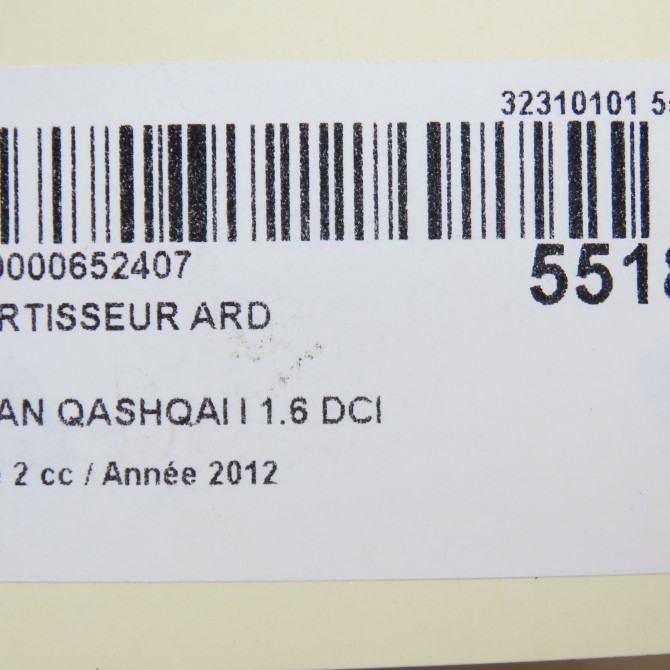 32310101 5
0000652407
5518
RTISSEUR ARD
AN QASHQAI I 1.6 DCI
2 cc / Année 2012